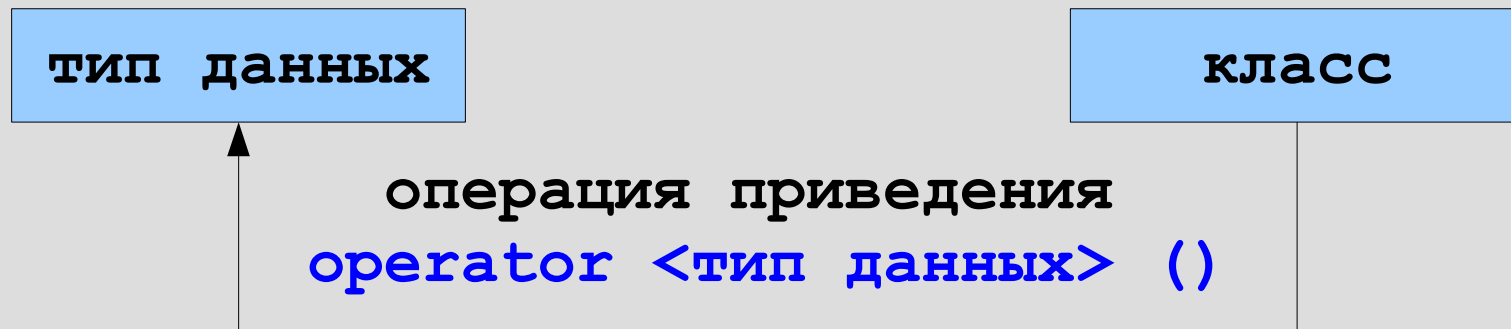 тип данных
класс
операция приведения
operator <тип данных> ()